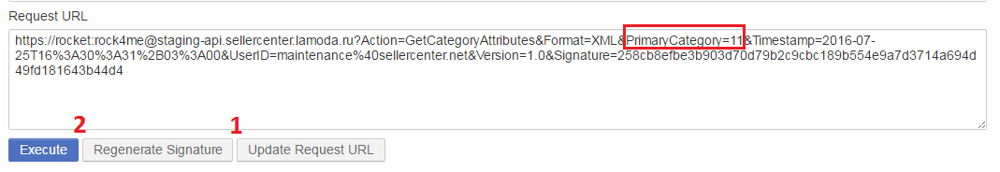 Request URL
https://rocket:rock4me@staging-api.sellercenter.lamoda.ru?Action=GetCategoryAttributes&Format=XML&PrimaryCategory=11&Timestamp=2016-07-
25T16%3A30%3A31%2B03%3A00&UserID=maintenance%40sellercenter.net&Version=1.0&Signature=258cb8efbe3b903d70d79b2c9cbc189b554e9a7d3714a694d
49fd181643b44d4
2 1
Execute Regenerate Signature Update Request URL